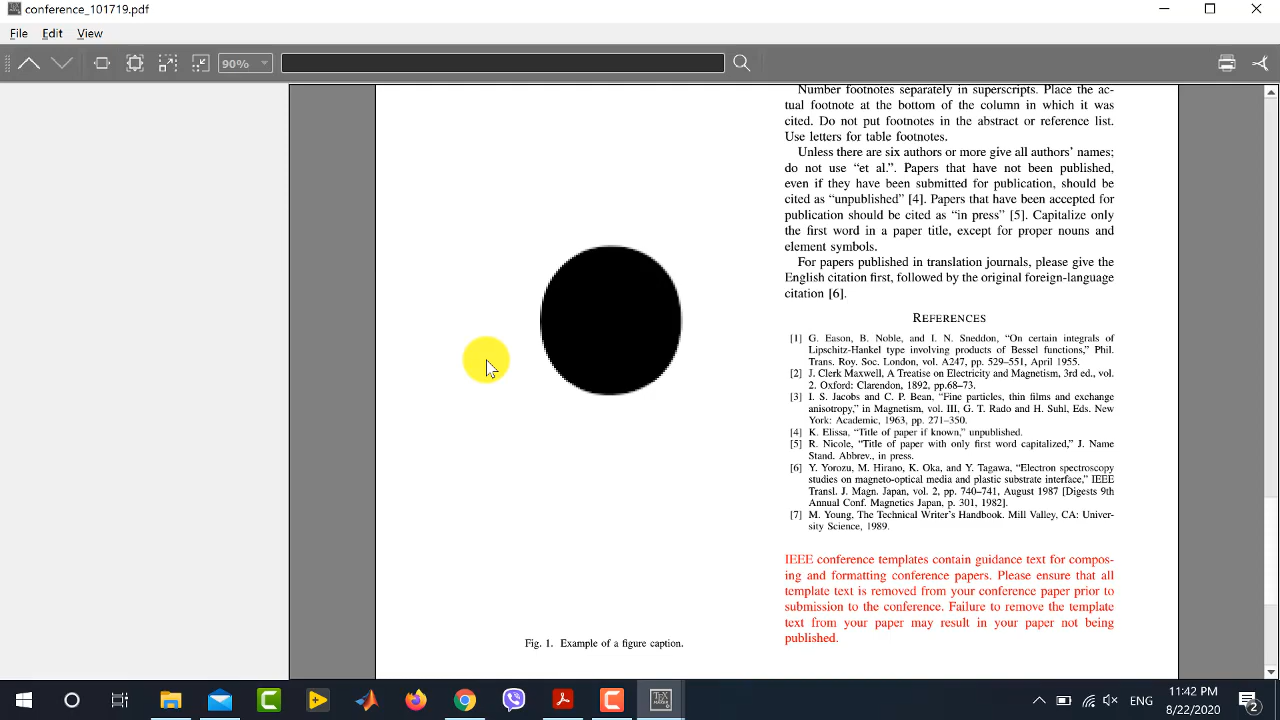 conference_101719.pdf
File Edit View
90%
Number footnotes separately in superscripts. Place the ac-
tual footnote at the bottom of the column in which it was
cited. Do not put footnotes in the abstract or reference list.
Use letters for table footnotes.
Unless there are six authors or more give all authors' names;
do not use “et al.”. Papers that have not been published,
even if they have been submitted for publication, should be
cited as “unpublished” [4]. Papers that have been accepted for
publication should be cited as “in press” [5]. Capitalize only
the first word in a paper title, except for proper nouns and
element symbols.
For papers published in translation journals, please give the
English citation first, followed by the original foreign-language
citation [6].
REFERENCES
[1] G. Eason, B. Noble, and I. N. Sneddon, “On certain integrals of
Lipschitz-Hankel type involving products of Bessel functions,” Phil.
Trans. Roy. Soc. London, vol. A247, pp. 529–551, April 1955.
[2] J. Clerk Maxwell, A Treatise on Electricity and Magnetism, 3rd ed., vol.
2. Oxford: Clarendon, 1892, pp.68–73.
[3] I. S. Jacobs and C. P. Bean, “Fine particles, thin films and exchange
anisotropy,” in Magnetism, vol. III, G. T. Rado and H. Suhl, Eds. New
York: Academic, 1963, pp. 271–350.
[4] K. Elissa, “Title of paper if known,” unpublished.
[5] R. Nicole, “Title of paper with only first word capitalized,” J. Name
Stand. Abbrev., in press.
[6] Y. Yorozu, M. Hirano, K. Oka, and Y. Tagawa, “Electron spectroscopy
studies on magneto-optical media and plastic substrate interface,” IEEE
Transl. J. Magn. Japan, vol. 2, pp. 740–741, August 1987 [Digests 9th
Annual Conf. Magnetics Japan, p. 301, 1982].
[7] M. Young, The Technical Writer's Handbook. Mill Valley, CA: Univer-
sity Science, 1989.
IEEE conference templates contain guidance text for compos-
ing and formatting conference papers. Please ensure that all
template text is removed from your conference paper prior to
submission to the conference. Failure to remove the template
text from your paper may result in your paper not being
published.
Fig. 1. Example of a figure caption.
ENG
11:42 PM
8/22/2020
2